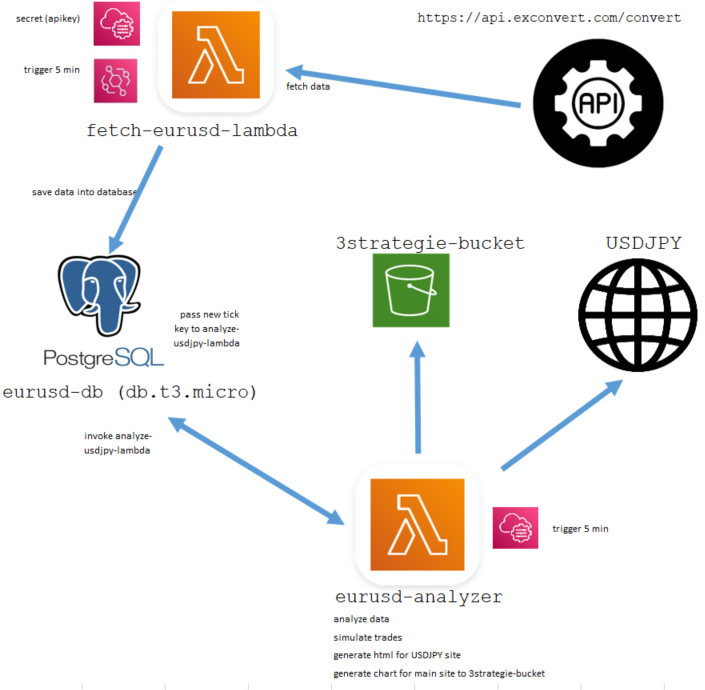 secret (apikey)
https://api.exconvert.com/convert
trigger 5 min
fetch data
API
fetch-eurusd-lambda
save data into database
3strategie-bucket
USDJPY
pass new tick
key to analyze-
usdjpy-lambda
PostgreSQL
eurusd-db (db.t3.micro)
invoke analyze-
usdjpy-lambda
trigger 5 min
eurusd-analyzer
analyze data
simulate trades
generate html for USDJPY site
generate chart for main site to 3strategie-bucket